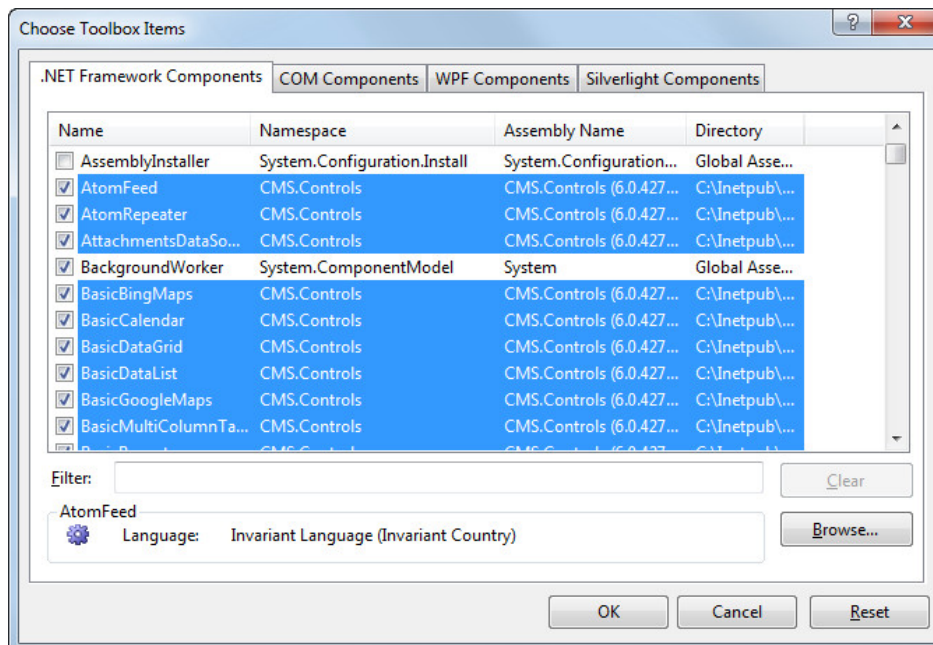 Choose Toolbox Items
.NET Framework Components COM Components WPF Components Silverlight Components
Name Namespace Assembly Name Directory
AssemblyInstaller System.Configuration.Install System.Configuration... Global Asse...
AtomFeed CMS.Controls CMS.Controls (6.0.427... C:\Inetpub\...
AtomRepeater CMS.Controls CMS.Controls (6.0.427... C:\Inetpub\...
AttachmentsDataSo... CMS.Controls CMS.Controls (6.0.427... C:\Inetpub\...
BackgroundWorker System.ComponentModel System Global Asse...
BasicBingMaps CMS.Controls CMS.Controls (6.0.427... C:\Inetpub\...
BasicCalendar CMS.Controls CMS.Controls (6.0.427... C:\Inetpub\...
BasicDataGrid CMS.Controls CMS.Controls (6.0.427... C:\Inetpub\...
BasicDataList CMS.Controls CMS.Controls (6.0.427... C:\Inetpub\...
BasicGoogleMaps CMS.Controls CMS.Controls (6.0.427... C:\Inetpub\...
BasicMultiColumnTa... CMS.Controls CMS.Controls (6.0.427... C:\Inetpub\...
Filter: Clear
AtomFeed
Language: Invariant Language (Invariant Country)
Browse...
OK Cancel Reset